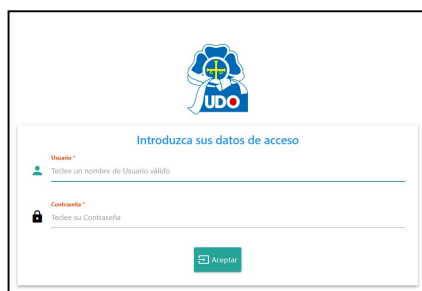 UDO
Introduzca sus datos de acceso
Usuario *
Teclee un nombre de Usuario válido
Contraseña *
Teclee su Contraseña
Aceptar